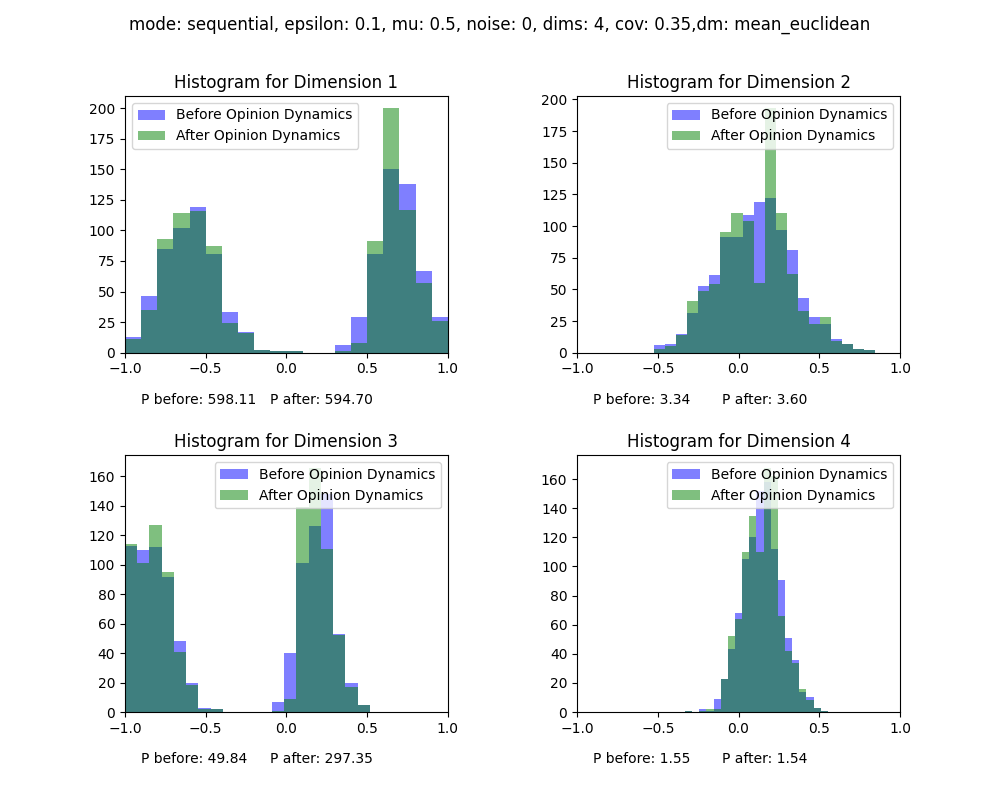 mode: sequential, epsilon: 0.1, mu: 0.5, noise: 0, dims: 4, cov: 0.35,dm: mean_euclidean
Histogram for Dimension 1
Before Opinion Dynamics
After Opinion Dynamics
200
175
150
125
100
75
50
25
0
−1.0 −0.5 0.0 0.5 1.0
P before: 598.11 P after: 594.70
Histogram for Dimension 2
Before Opinion Dynamics
After Opinion Dynamics
200
175
150
125
100
75
50
25
0
−1.0 −0.5 0.0 0.5 1.0
P before: 3.34 P after: 3.60
Histogram for Dimension 3
Before Opinion Dynamics
After Opinion Dynamics
160
140
120
100
80
60
40
20
0
−1.0 −0.5 0.0 0.5 1.0
P before: 49.84 P after: 297.35
Histogram for Dimension 4
Before Opinion Dynamics
After Opinion Dynamics
160
140
120
100
80
60
40
20
0
−1.0 −0.5 0.0 0.5 1.0
P before: 1.55 P after: 1.54